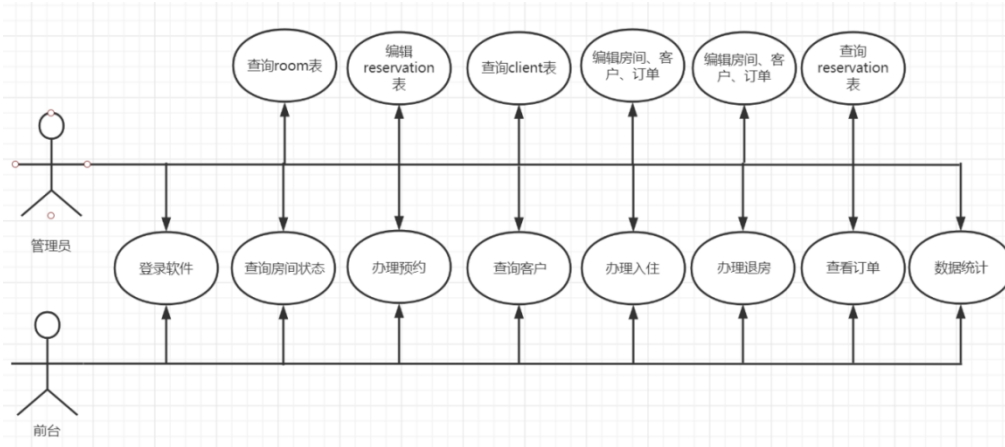 查询room表
编辑
reservation
表
查询client表
编辑房间、客
户、订单
编辑房间、客
户、订单
查询
reservation
表
管理员
登录软件
查询房间状态
办理预约
查询客户
办理入住
办理退房
查看订单
数据统计
前台